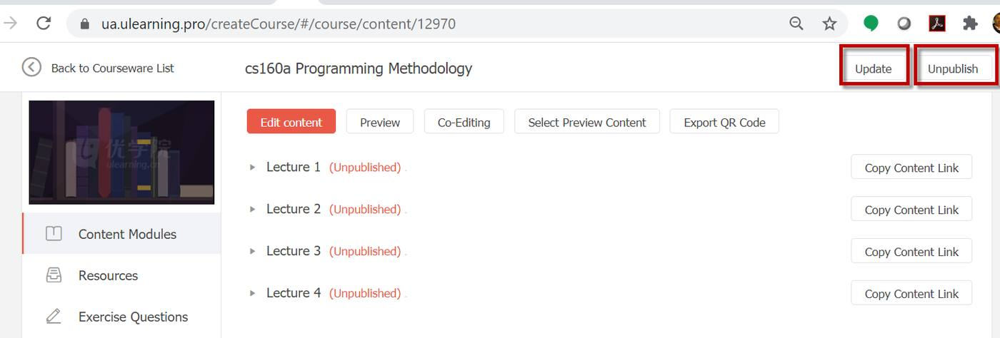 ua.ulearning.pro/createCourse/#/course/content/12970
Back to Courseware List
cs160a Programming Methodology
Update
Unpublish
优学院
ulearning.cn
Edit content
Preview
Co-Editing
Select Preview Content
Export QR Code
Lecture 1 (Unpublished) .
Copy Content Link
Lecture 2 (Unpublished) .
Copy Content Link
Content Modules
Lecture 3 (Unpublished) .
Copy Content Link
Resources
Lecture 4 (Unpublished) .
Copy Content Link
Exercise Questions